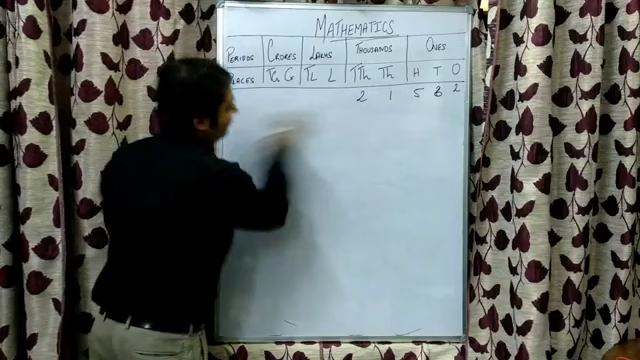 MATHEMATICS
PERIODS CRORES LAKHS THOUSANDS ONES
PLACES TC C TL L TTh Th H T O
2 1 5 8 2